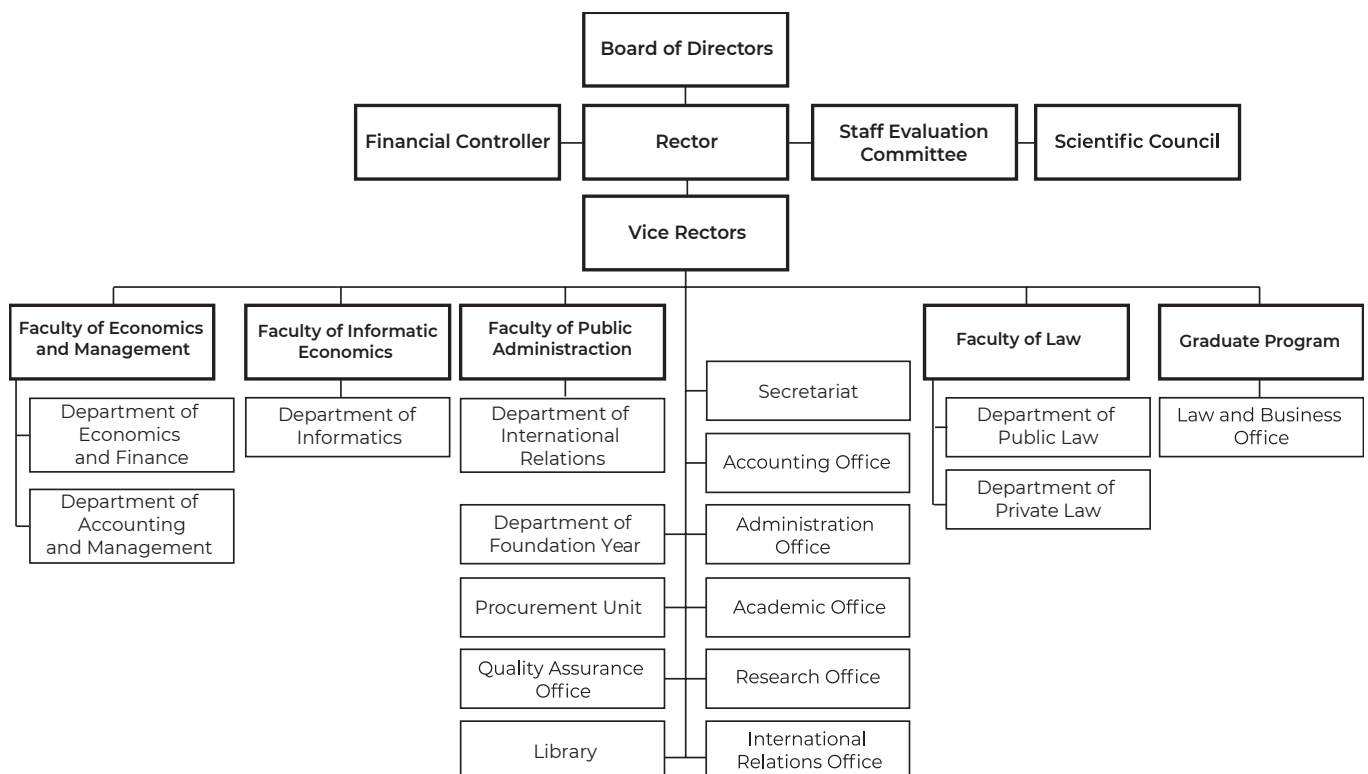 Board of Directors
Financial Controller
Rector
Staff Evaluation
Committee
Scientific Council
Vice Rectors
Faculty of Economics
and Management
Faculty of Informatic
Economics
Faculty of Public
Administraction
Faculty of Law
Graduate Program
Department of
Economics
and Finance
Department of
Accounting
and Management
Department of
Informatics
Department of
International
Relations
Department of
Foundation Year
Procurement Unit
Quality Assurance
Office
Library
Secretariat
Accounting Office
Administration
Office
Academic Office
Research Office
International
Relations Office
Department of
Public Law
Department of
Private Law
Law and Business
Office